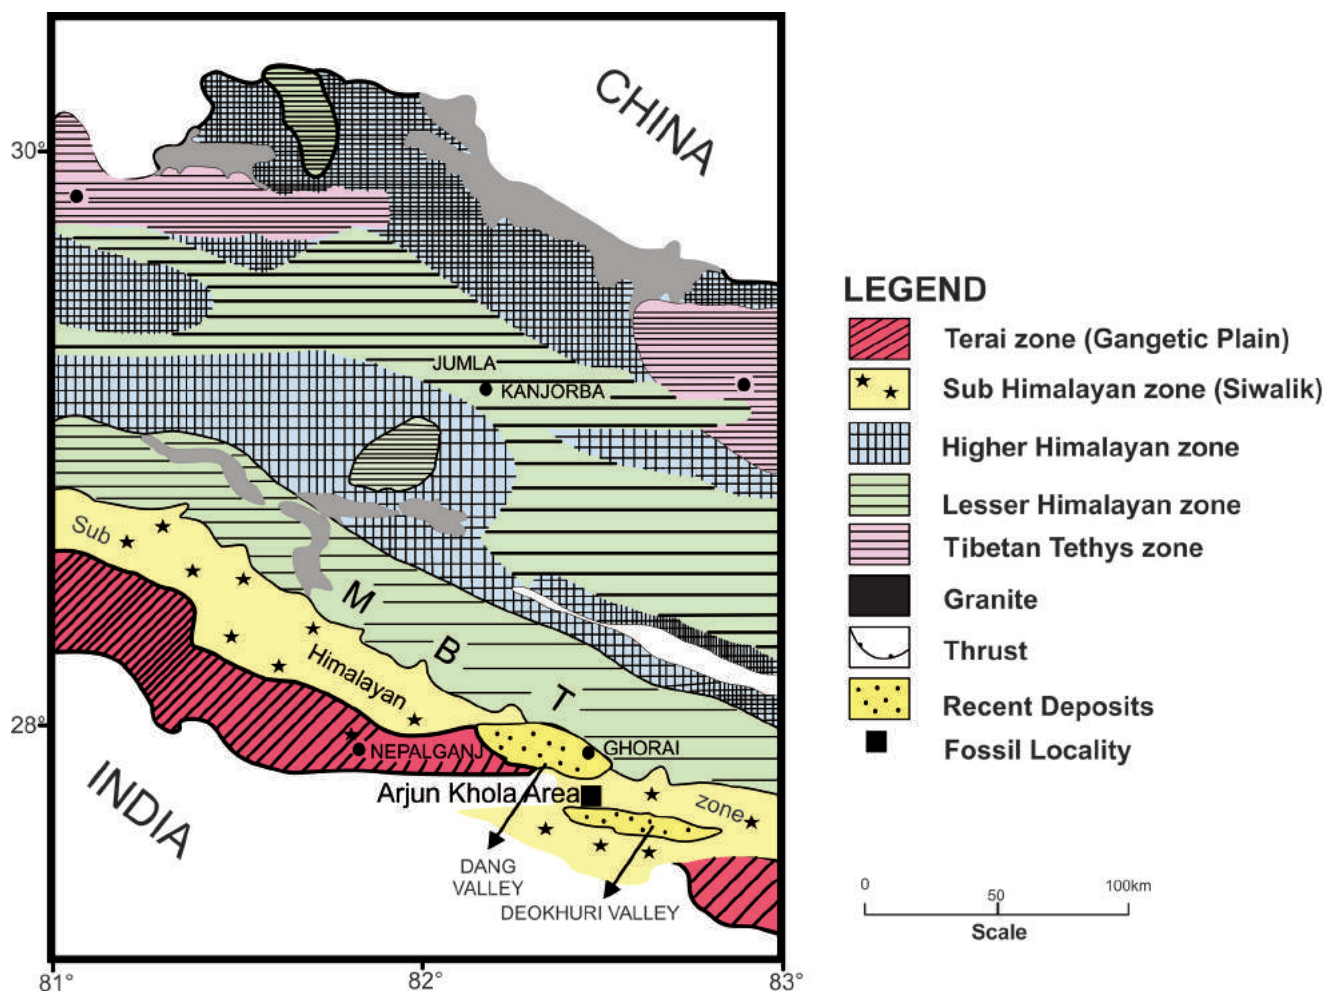 CHINA
30°
JUMLA
KANJORBA
Sub
M
B
T
Himalayan
28°
NEPALGANJ
GHORAI
Arjun Khola Area
zone
INDIA
DANG
VALLEY
DEOKHURI VALLEY
81°
82°
83°
LEGEND
Terai zone (Gangetic Plain)
Sub Himalayan zone (Siwalik)
Higher Himalayan zone
Lesser Himalayan zone
Tibetan Tethys zone
Granite
Thrust
Recent Deposits
Fossil Locality
0
50
100km
Scale